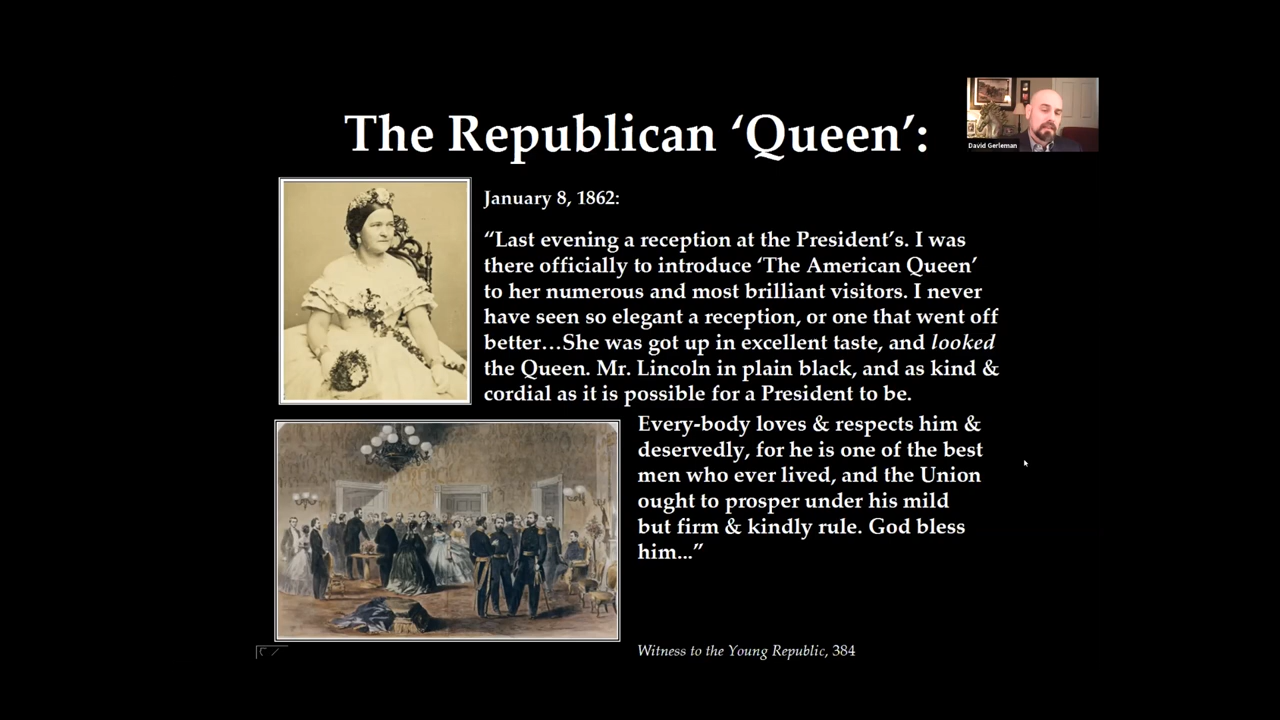 The Republican ‘Queen’:
David Gerleman
January 8, 1862:
“Last evening a reception at the President’s. I was
there officially to introduce ‘The American Queen’
to her numerous and most brilliant visitors. I never
have seen so elegant a reception, or one that went off
better…She was got up in excellent taste, and looked
the Queen. Mr. Lincoln in plain black, and as kind &
cordial as it is possible for a President to be.
Every-body loves & respects him &
deservedly, for he is one of the best
men who ever lived, and the Union
ought to prosper under his mild
but firm & kindly rule. God bless
him...”
Witness to the Young Republic, 384